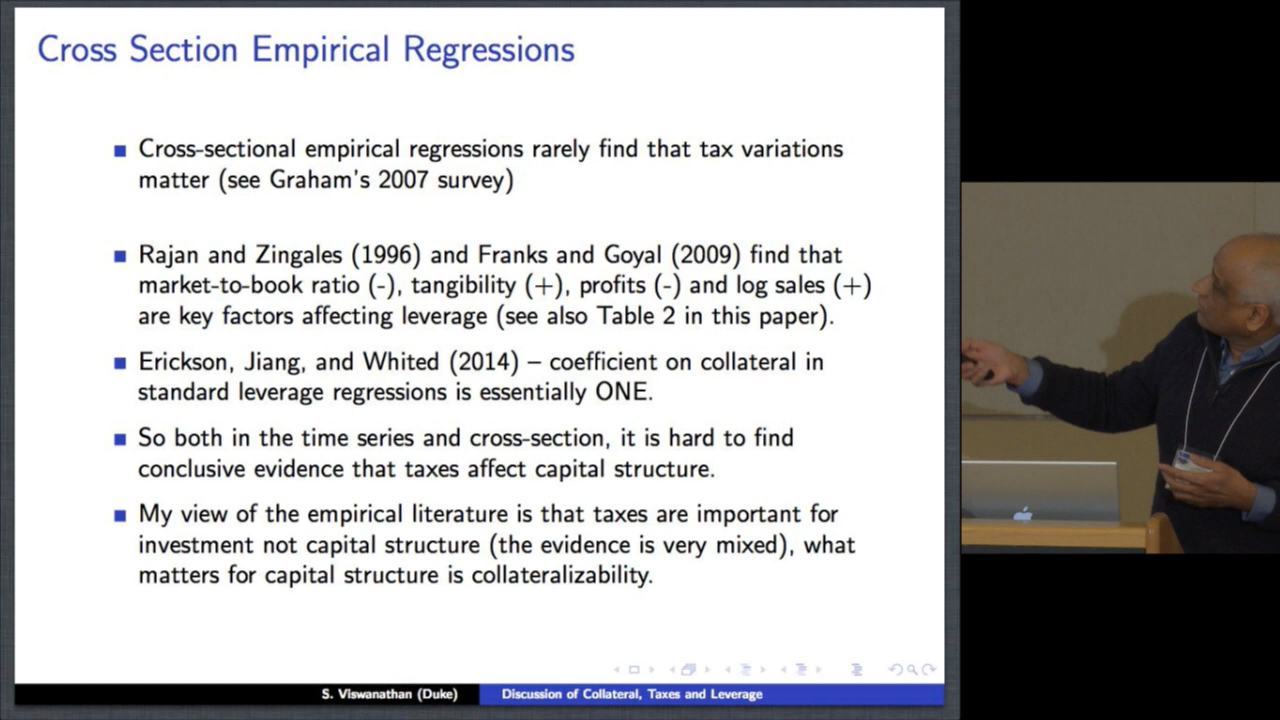 Cross Section Empirical Regressions
Cross-sectional empirical regressions rarely find that tax variations
matter (see Graham's 2007 survey)
Rajan and Zingales (1996) and Franks and Goyal (2009) find that
market-to-book ratio (-), tangibility (+), profits (-) and log sales (+)
are key factors affecting leverage (see also Table 2 in this paper).
Erickson, Jiang, and Whited (2014) – coefficient on collateral in
standard leverage regressions is essentially ONE.
So both in the time series and cross-section, it is hard to find
conclusive evidence that taxes affect capital structure.
My view of the empirical literature is that taxes are important for
investment not capital structure (the evidence is very mixed), what
matters for capital structure is collateralizability.
S. Viswanathan (Duke)
Discussion of Collateral, Taxes and Leverage